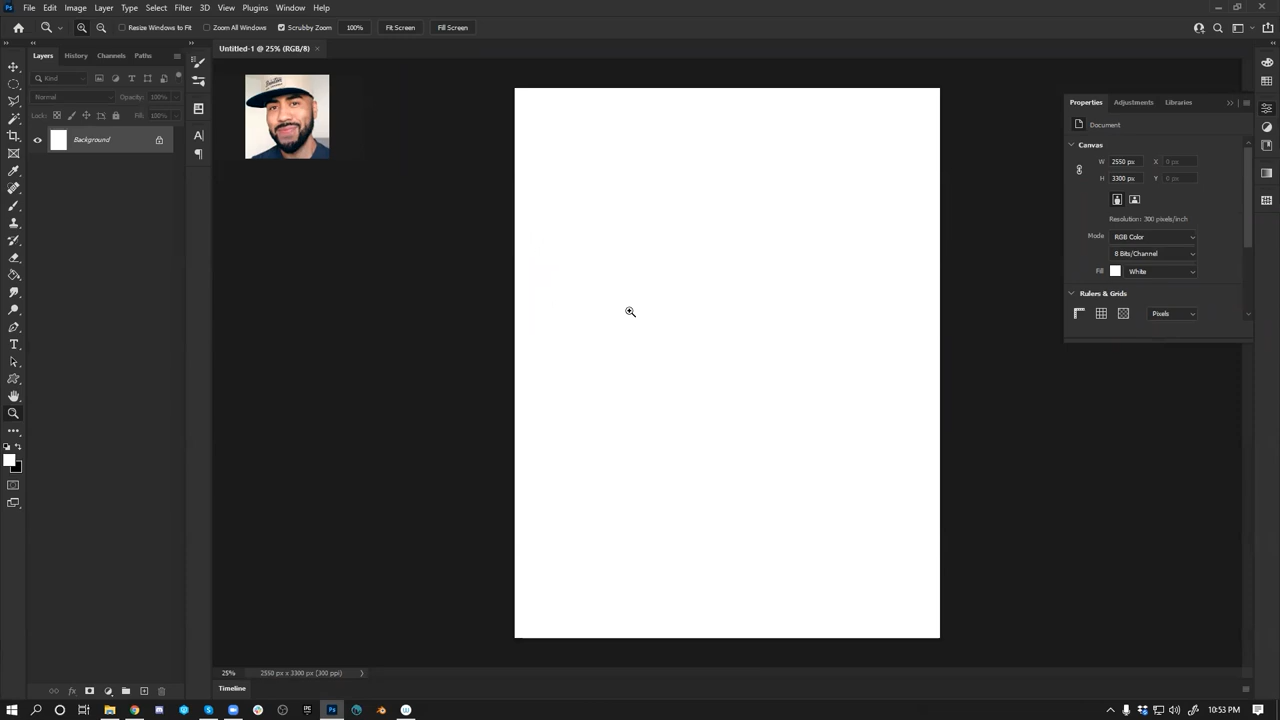 File Edit Image Layer Type Select Filter 3D View Plugins Window Help
Resize Windows to Fit Zoom All Windows Scrubby Zoom 100% Fit Screen Fill Screen
Layers History Channels Paths
Untitled-1 @ 25% (RGB/8) ×
Kind
Normal Opacity: 100%
Lock: Fill: 100%
Background
Properties Adjustments Libraries
Document
Canvas
W 2550 px X 0 px
H 3300 px Y 0 px
Resolution: 300 pixels/inch
Mode RGB Color
8 Bits/Channel
Fill White
Rulers & Grids
Pixels
25% 2550 px x 3300 px (300 ppi)
Timeline
10:53 PM